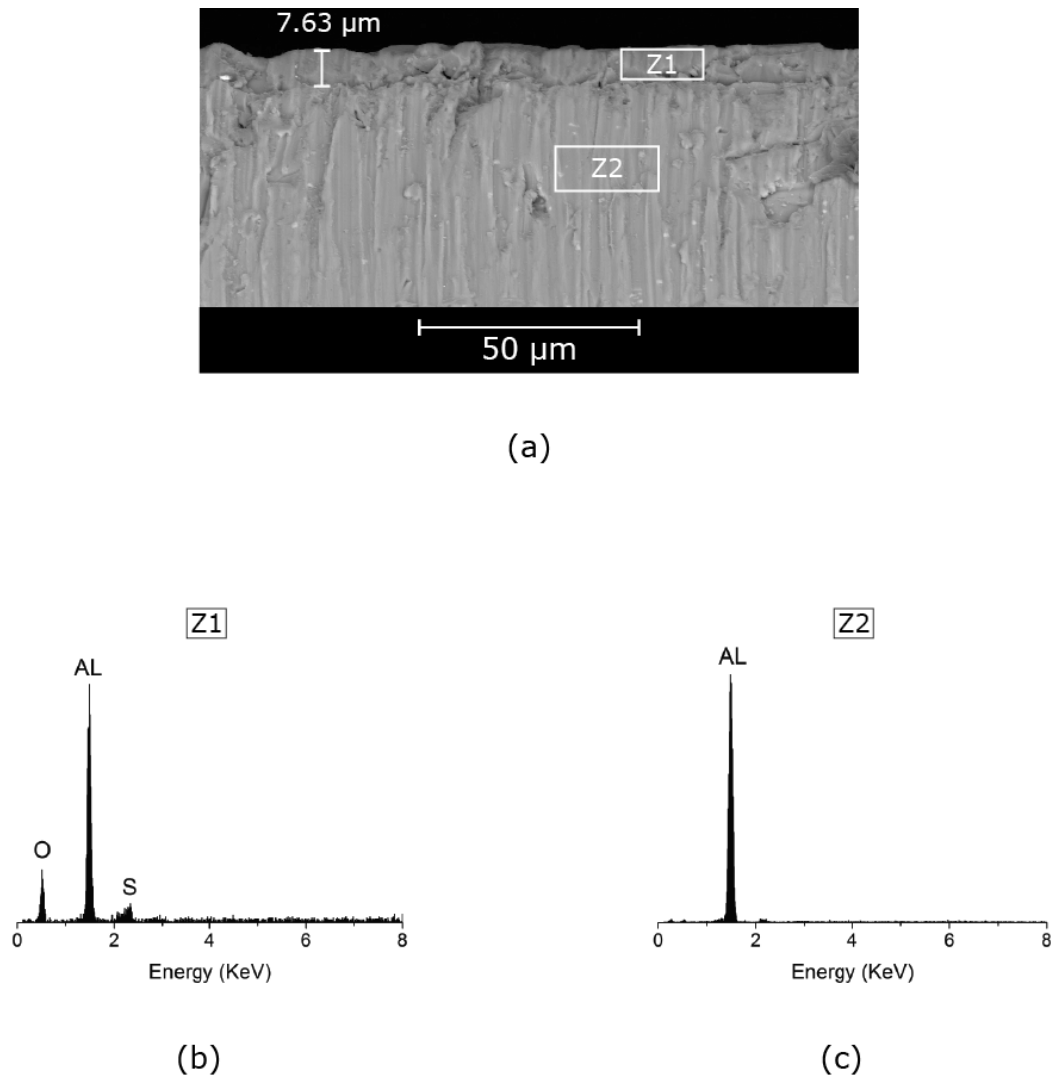 7.63 µm
Z1
Z2
50 µm
(a)
Z1
Z2
AL
AL
O
S
0 2 4 6 8
0 2 4 6 8
Energy (KeV)
Energy (KeV)
(b)
(c)